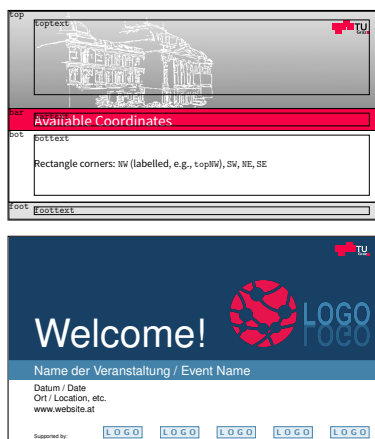 top
toptext
TU
Graz
bar
Available Coordinates
bot
bottext
Rectangle corners: NW (labelled, e.g., topNW), SW, NE, SE
foot
foottext
TU
Graz
LOGO
Welcome!
Name der Veranstaltung / Event Name
Datum / Date
Ort / Location, etc.
www.website.at
Supported by:
LOGO LOGO LOGO LOGO LOGO